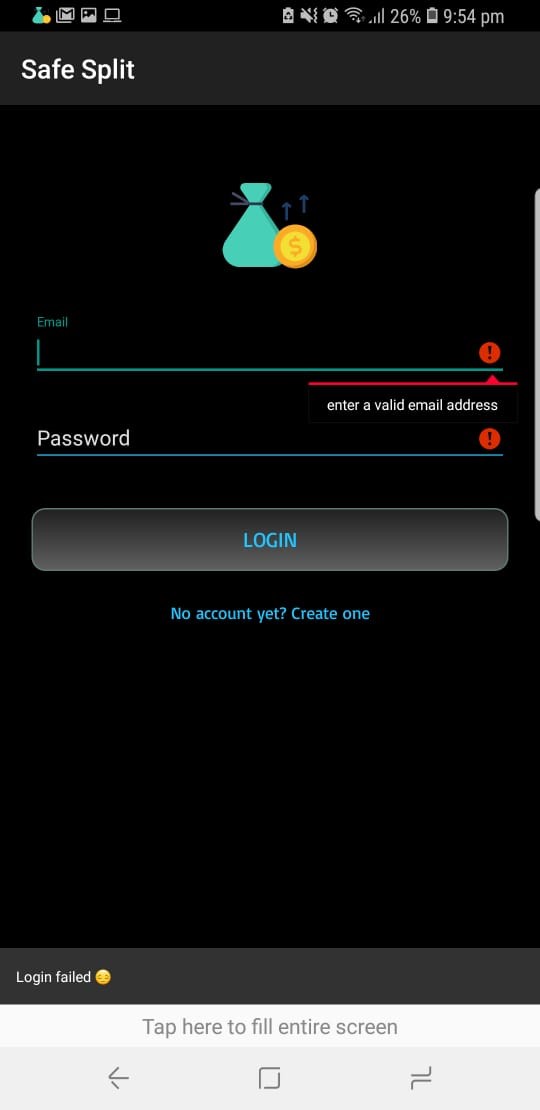 26% 9:54 pm
Safe Split
$
Email
!
enter a valid email address
Password
!
LOGIN
No account yet? Create one
Login failed 😑
Tap here to fill entire screen